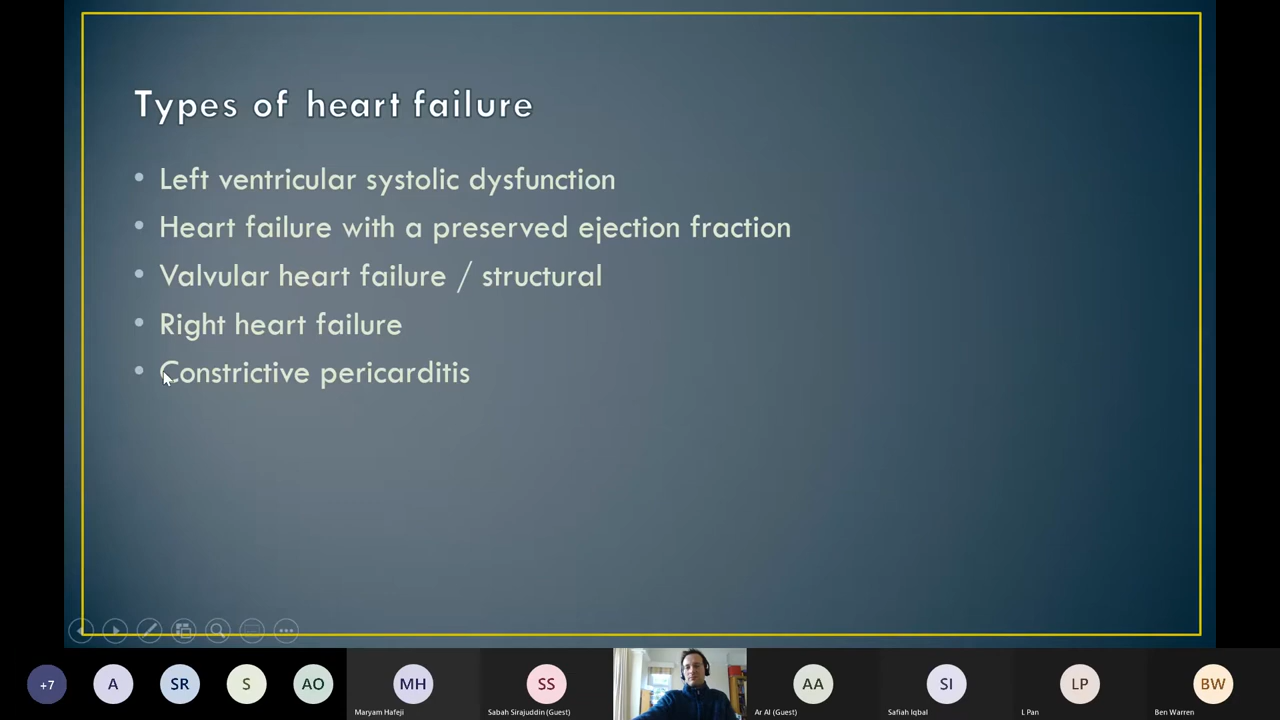 Types of heart failure
• Left ventricular systolic dysfunction
• Heart failure with a preserved ejection fraction
• Valvular heart failure / structural
• Right heart failure
• Constrictive pericarditis
+7
A
SR
S
AO
MH
SS
AA
SI
LP
BW
Maryam Hafeji
Sabah Sirajuddin (Guest)
Ar Al (Guest)
Safiah Iqbal
L Pan
Ben Warren